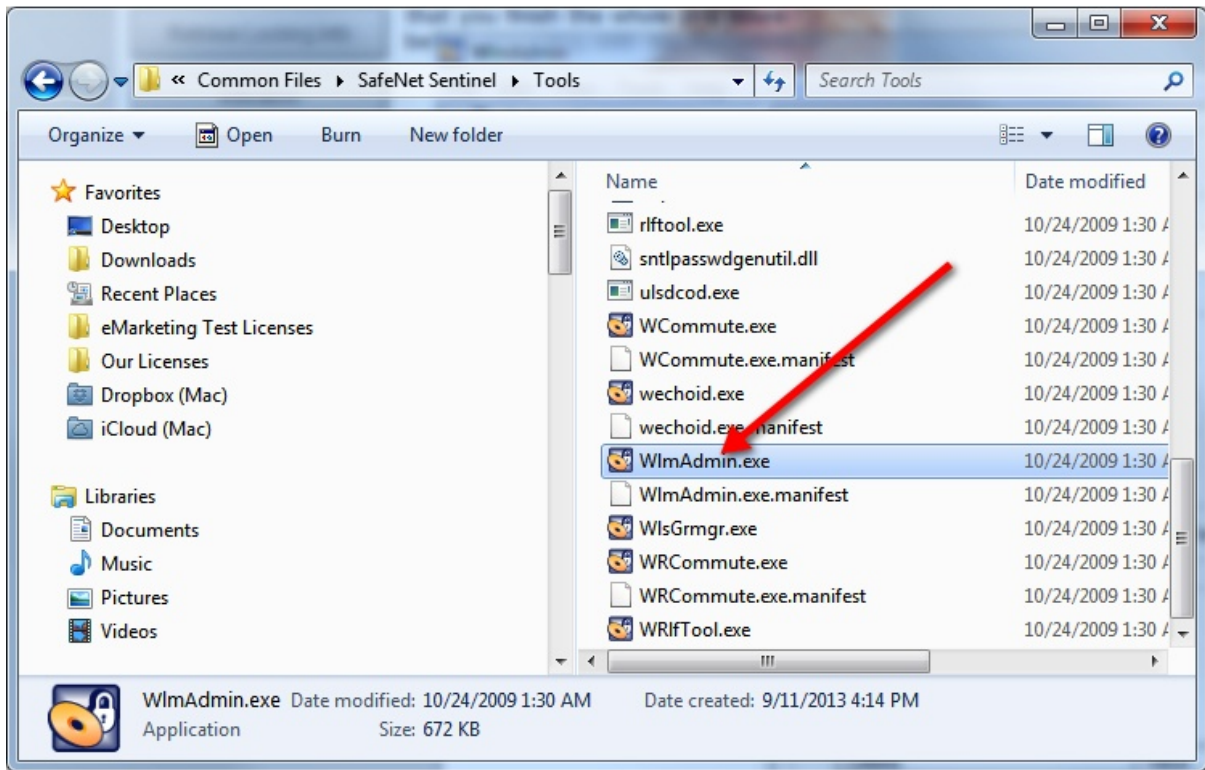 « Common Files ▸ SafeNet Sentinel ▸ Tools
Search Tools
Organize Open Burn New folder
Favorites
Desktop
Downloads
Recent Places
eMarketing Test Licenses
Our Licenses
Dropbox (Mac)
iCloud (Mac)
Libraries
Documents
Music
Pictures
Videos
Name Date modified
rlftool.exe 10/24/2009 1:30 A
sntlpasswdgenutil.dll 10/24/2009 1:30 A
ulsdcod.exe 10/24/2009 1:30 A
WCommute.exe 10/24/2009 1:30 A
WCommute.exe.manifest 10/24/2009 1:30 A
wechoid.exe 10/24/2009 1:30 A
wechoid.exe.manifest 10/24/2009 1:30 A
WlmAdmin.exe 10/24/2009 1:30 A
WlmAdmin.exe.manifest 10/24/2009 1:30 A
WlsGrmgr.exe 10/24/2009 1:30 A
WRCommute.exe 10/24/2009 1:30 A
WRCommute.exe.manifest 10/24/2009 1:30 A
WRlfTool.exe 10/24/2009 1:30 A
WlmAdmin.exe Date modified: 10/24/2009 1:30 AM Date created: 9/11/2013 4:14 PM
Application Size: 672 KB